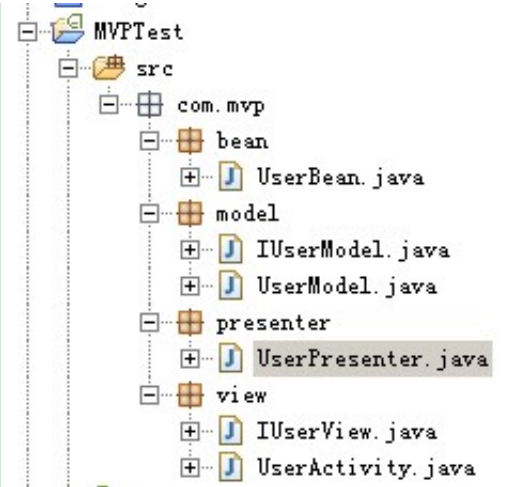 MVPTest
src
com.mvp
bean
UserBean.java
model
IUserModel.java
UserModel.java
presenter
UserPresenter.java
view
IUserView.java
UserActivity.java